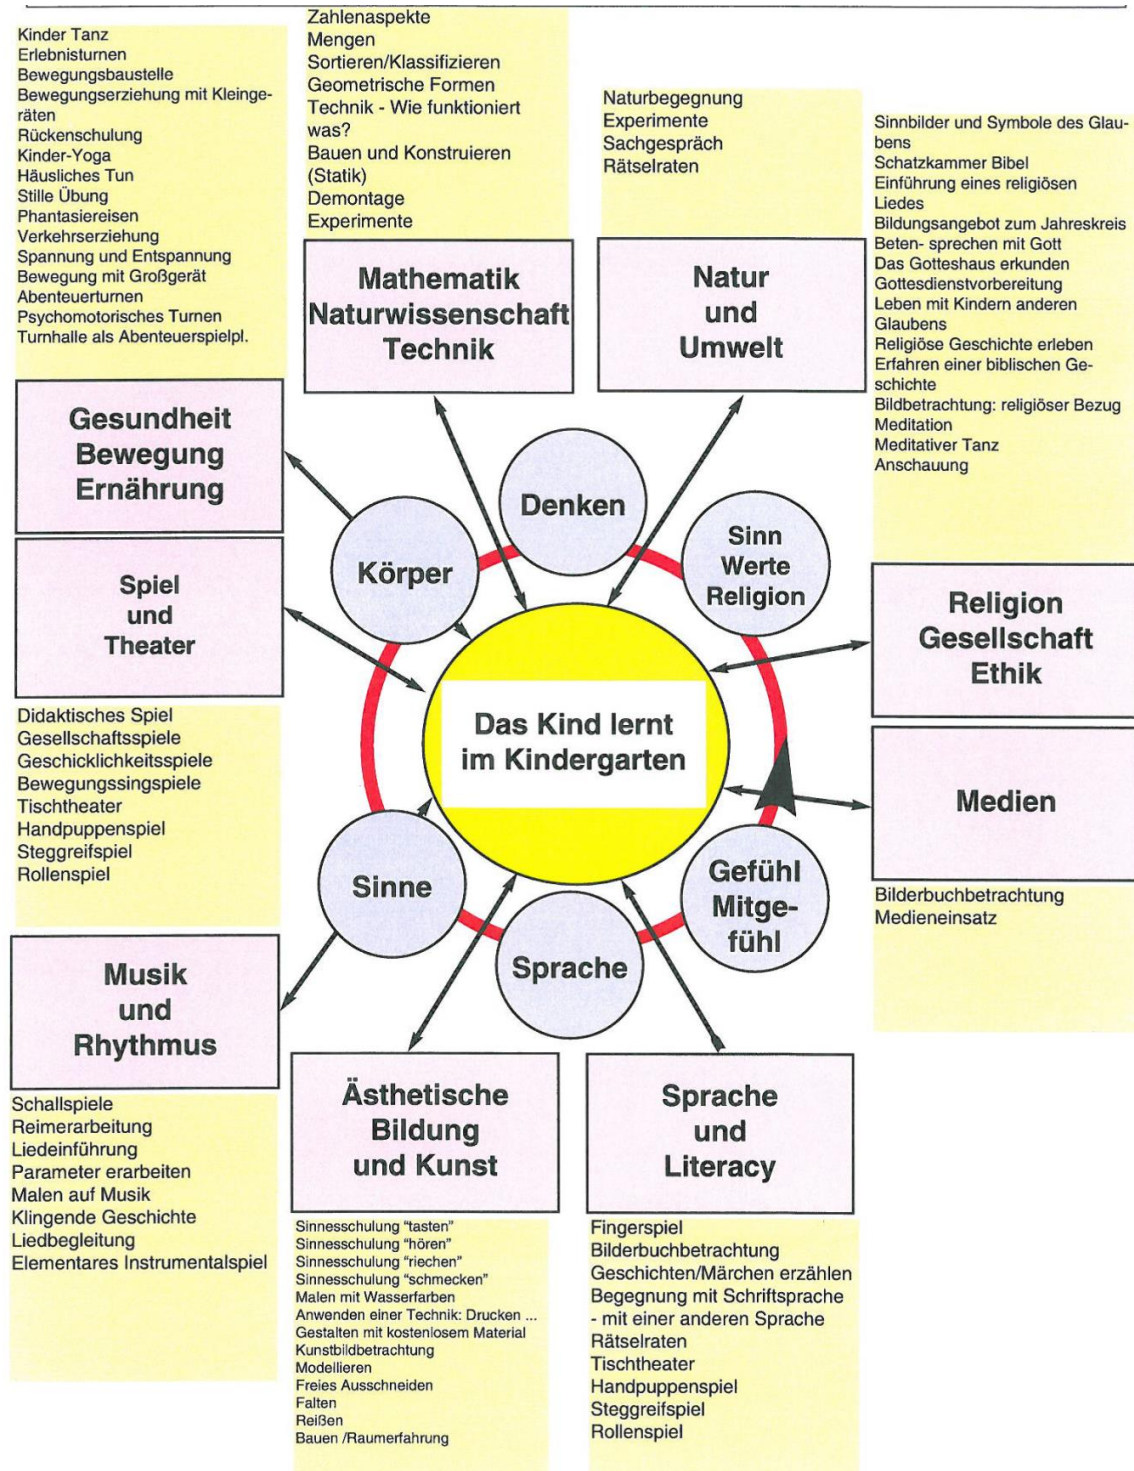 Kinder Tanz
Erlebnisturnen
Bewegungsbaustelle
Bewegungserziehung mit Kleinge-
räten
Rückenschulung
Kinder-Yoga
Häusliches Tun
Stille Übung
Phantasiereisen
Verkehrserziehung
Spannung und Entspannung
Bewegung mit Großgerät
Abenteuerturnen
Psychomotorisches Turnen
Turnhalle als Abenteuerspielpl.
Gesundheit
Bewegung
Ernährung
Zahlenaspekte
Mengen
Sortieren/Klassifizieren
Geometrische Formen
Technik - Wie funktioniert
was?
Bauen und Konstruieren
(Statik)
Demontage
Experimente
Mathematik
Naturwissenschaft
Technik
Naturbegegnung
Experimente
Sachgespräch
Rätselraten
Natur
und
Umwelt
Sinnbilder und Symbole des Glau-
bens
Schatzkammer Bibel
Einführung eines religiösen
Liedes
Bildungsangebot zum Jahreskreis
Beten- sprechen mit Gott
Das Gotteshaus erkunden
Gottesdienstvorbereitung
Leben mit Kindern anderen
Glaubens
Religiöse Geschichte erleben
Erfahren einer biblischen Ge-
schichte
Bildbetrachtung: religiöser Bezug
Meditation
Meditativer Tanz
Anschauung
Religion
Gesellschaft
Ethik
Denken
Körper
Sinn
Werte
Religion
Das Kind lernt
im Kindergarten
Sinne
Sprache
Gefühl
Mitge-
fühl
Spiel
und
Theater
Didaktisches Spiel
Gesellschaftsspiele
Geschicklichkeitsspiele
Bewegungssingspiele
Tischtheater
Handpuppenspiel
Steggreifspiel
Rollenspiel
Medien
Bilderbuchbetrachtung
Medieneinsatz
Musik
und
Rhythmus
Schallspiele
Reimerarbeitung
Liedeinführung
Parameter erarbeiten
Malen auf Musik
Klingende Geschichte
Liedbegleitung
Elementares Instrumentalspiel
Ästhetische
Bildung
und Kunst
Sinnesschulung "tasten"
Sinnesschulung "hören"
Sinnesschulung "riechen"
Sinnesschulung "schmecken"
Malen mit Wasserfarben
Anwenden einer Technik: Drucken ...
Gestalten mit kostenlosem Material
Kunstbildbetrachtung
Modellieren
Freies Ausschneiden
Falten
Reißen
Bauen /Raumerfahrung
Sprache
und
Literacy
Fingerspiel
Bilderbuchbetrachtung
Geschichten/Märchen erzählen
Begegnung mit Schriftsprache
- mit einer anderen Sprache
Rätselraten
Tischtheater
Handpuppenspiel
Steggreifspiel
Rollenspiel